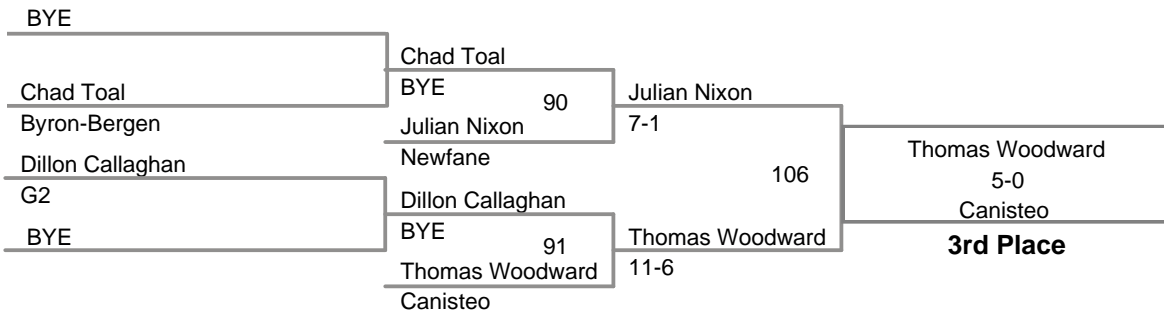 BYE
Chad Toal
Byron-Bergen
Dillon Callaghan
G2
BYE
Chad Toal
BYE
90
Julian Nixon
Newfane
Dillon Callaghan
BYE
91
Thomas Woodward
Canisteo
Julian Nixon
7-1
106
Thomas Woodward
11-6
Thomas Woodward
5-0
Canisteo
3rd Place